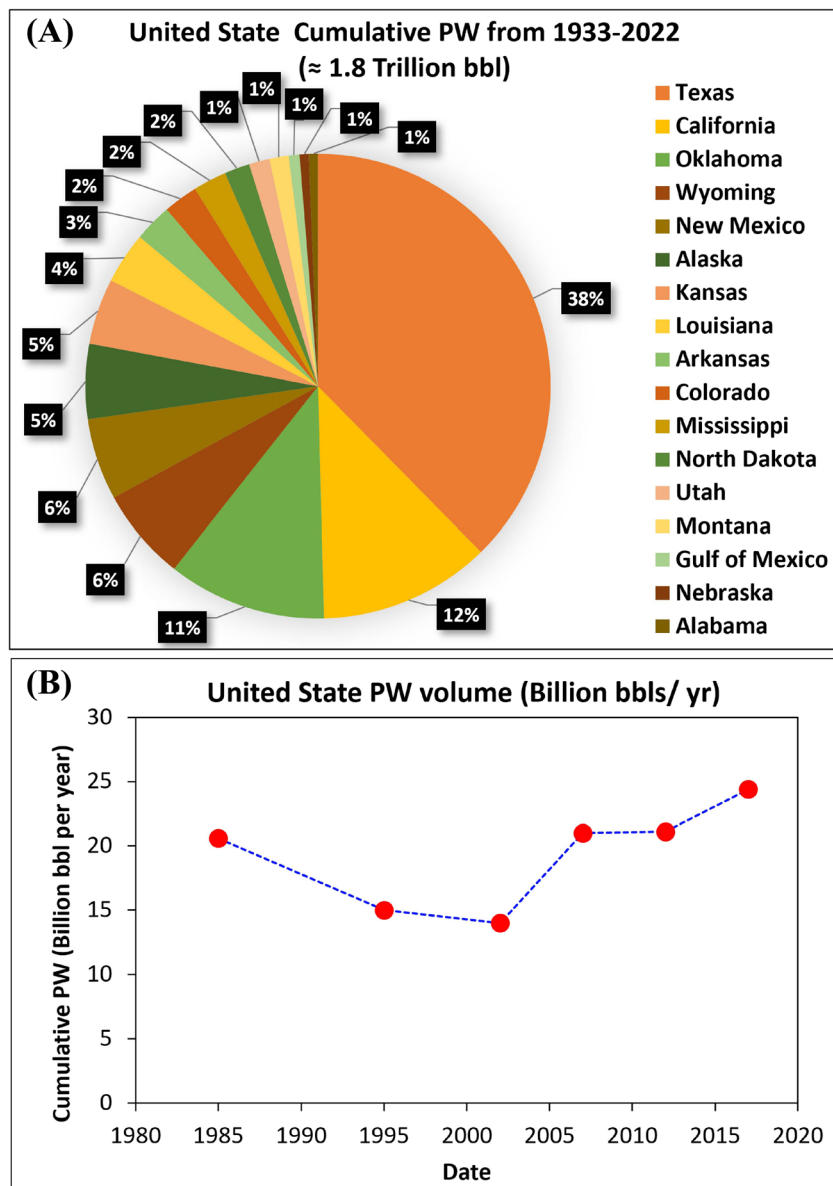 (A)
United State Cumulative PW from 1933-2022
(≈ 1.8 Trillion bbl)
1%
1%
1%
1%
1%
2%
2%
2%
3%
4%
5%
5%
6%
6%
11%
12%
38%
Texas
California
Oklahoma
Wyoming
New Mexico
Alaska
Kansas
Louisiana
Arkansas
Colorado
Mississippi
North Dakota
Utah
Montana
Gulf of Mexico
Nebraska
Alabama
(B)
United State PW volume (Billion bbls/ yr)
Cumulative PW (Billion bbl per year)
30
25
20
15
10
5
0
1980
1985
1990
1995
2000
2005
2010
2015
2020
Date